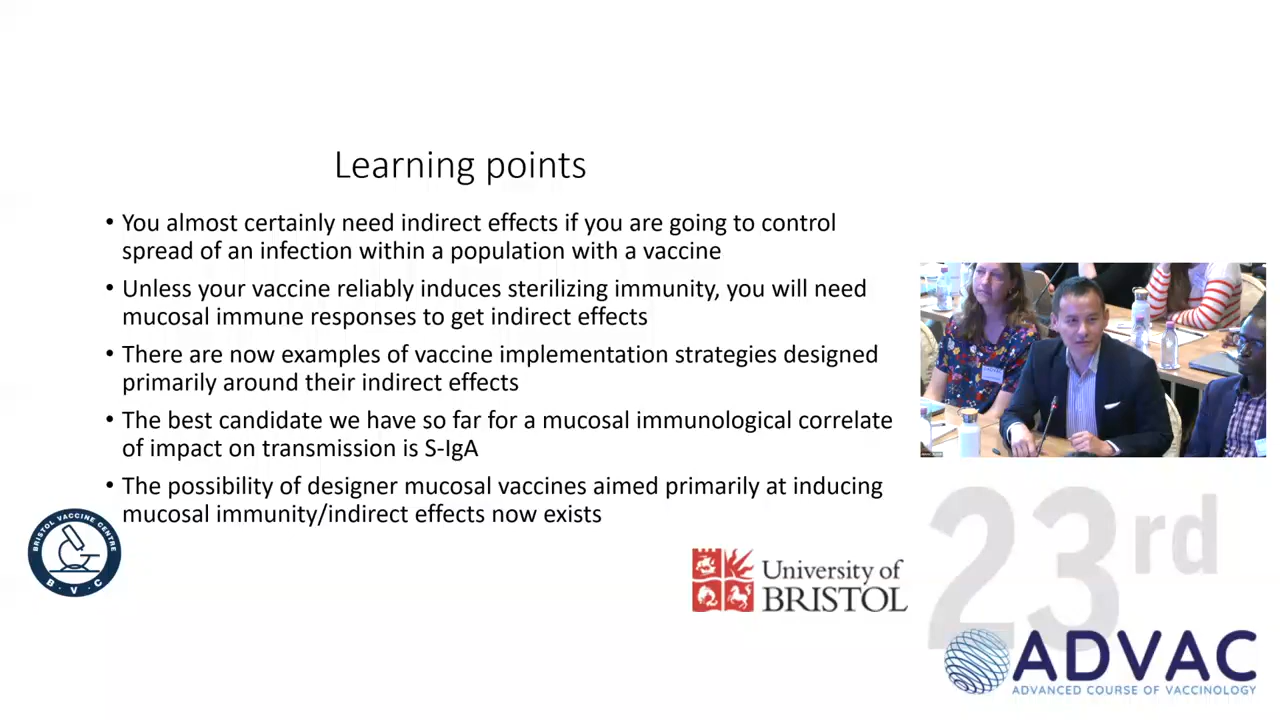 Learning points
• You almost certainly need indirect effects if you are going to control
spread of an infection within a population with a vaccine
• Unless your vaccine reliably induces sterilizing immunity, you will need
mucosal immune responses to get indirect effects
• There are now examples of vaccine implementation strategies designed
primarily around their indirect effects
• The best candidate we have so far for a mucosal immunological correlate
of impact on transmission is S-IgA
• The possibility of designer mucosal vaccines aimed primarily at inducing
mucosal immunity/indirect effects now exists
BRISTOL VACCINE CENTRE
B · V · C
University of
BRISTOL
23rd
ADVAC
ADVANCED COURSE OF VACCINOLOGY